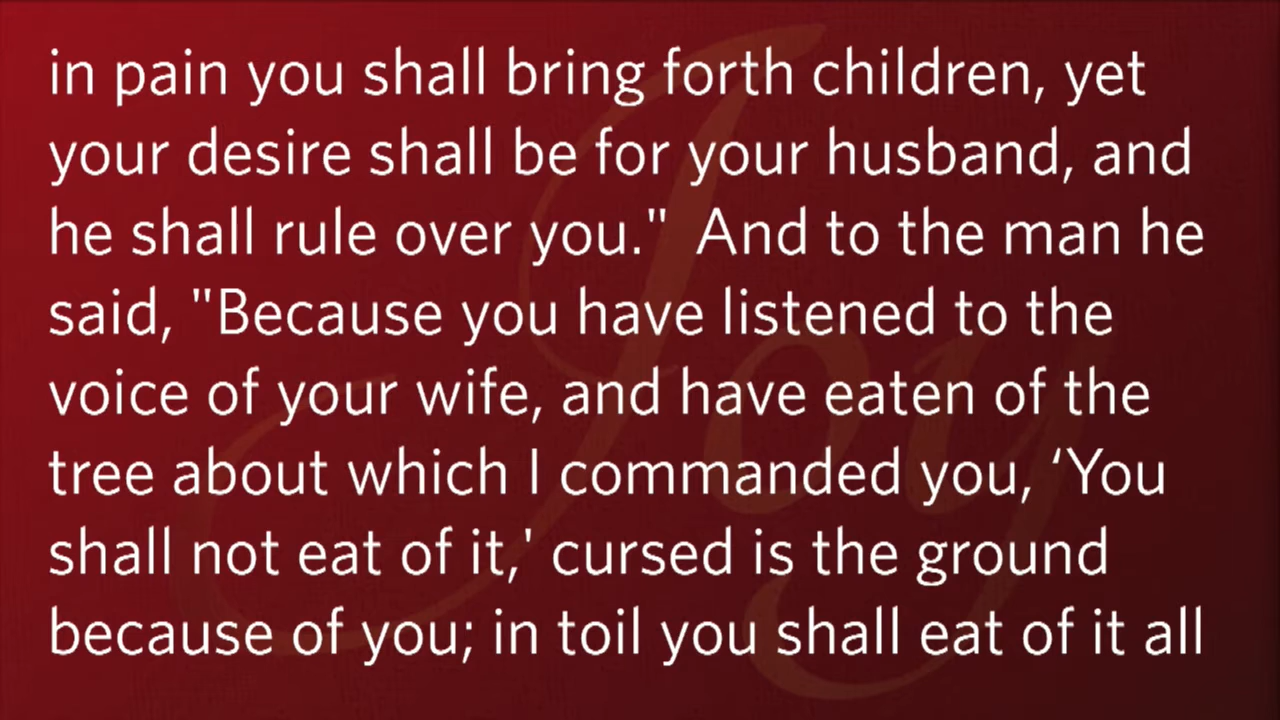 in pain you shall bring forth children, yet
your desire shall be for your husband, and
he shall rule over you."  And to the man he
said, "Because you have listened to the
voice of your wife, and have eaten of the
tree about which I commanded you, ‘You
shall not eat of it,' cursed is the ground
because of you; in toil you shall eat of it all
Joy